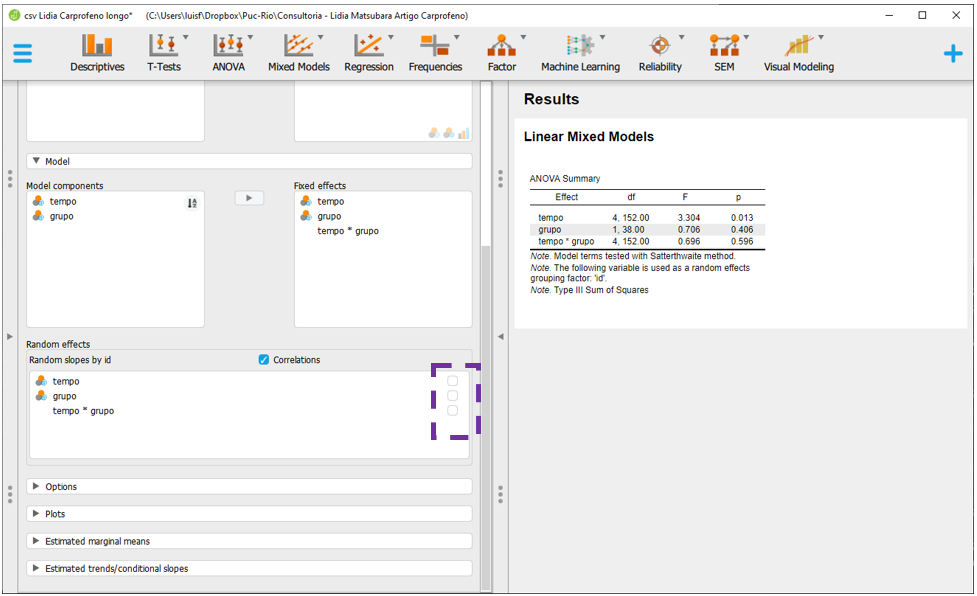 csv Lidia Carprofeno longo* (C:\Users\luisf\Dropbox\Puc-Rio\Consultoria - Lidia Matsubara Artigo Carprofeno)
Descriptives T-Tests ANOVA Mixed Models Regression Frequencies Factor Machine Learning Reliability SEM Visual Modeling
Model
Model components
tempo
grupo
Fixed effects
tempo
grupo
tempo * grupo
Random effects
Random slopes by id
Correlations
tempo
grupo
tempo * grupo
Options
Plots
Estimated marginal means
Estimated trends/conditional slopes
Results
Linear Mixed Models
ANOVA Summary
Effect df F p
tempo 4, 152.00 3.304 0.013
grupo 1, 38.00 0.706 0.406
tempo * grupo 4, 152.00 0.696 0.596
Note. Model terms tested with Satterthwaite method.
Note. The following variable is used as a random effects
grouping factor: 'id'.
Note. Type III Sum of Squares